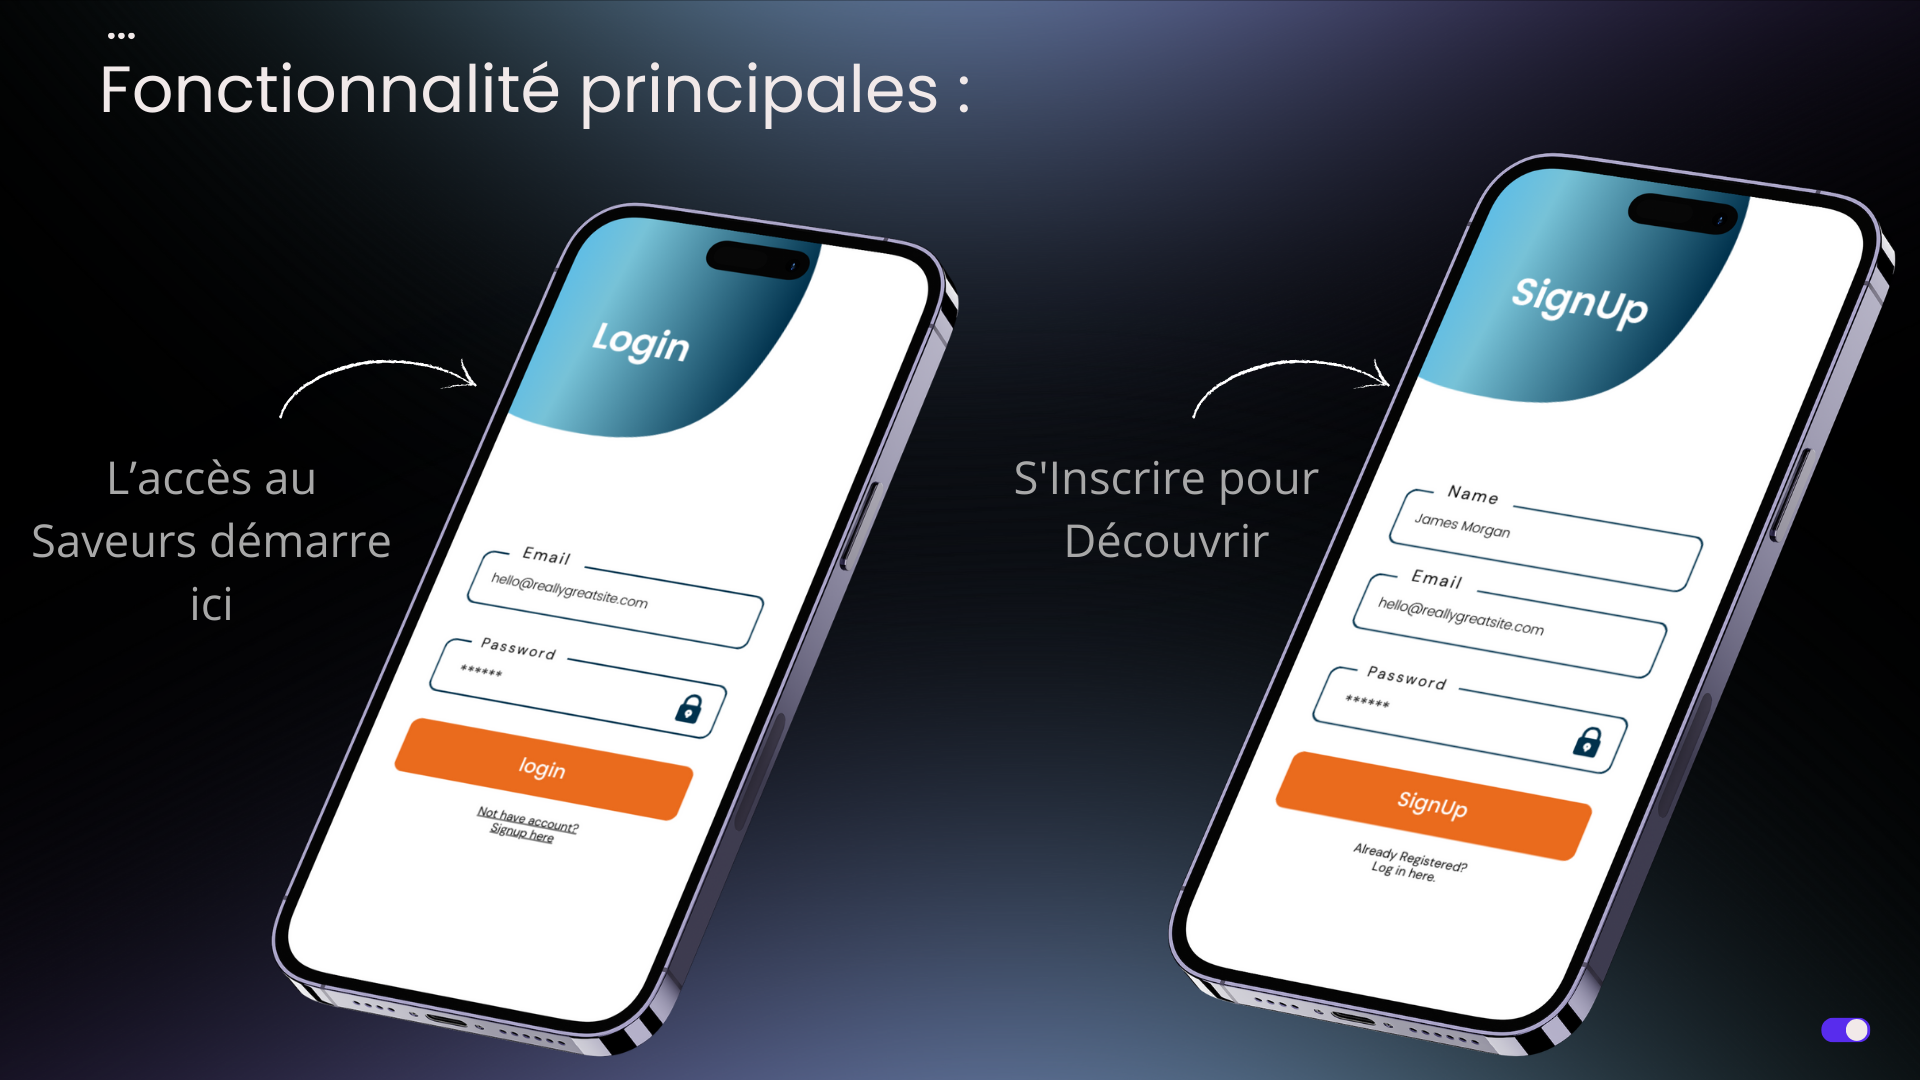 ...
Fonctionnalité principales :
L’accès au
Saveurs démarre
ici
Login
Email
hello@reallygreatsite.com
Password
******
login
Not have account?
Signup here
S'Inscrire pour
Découvrir
SignUp
Name
James Morgan
Email
hello@reallygreatsite.com
Password
******
SignUp
Already Registered?
Log in here.